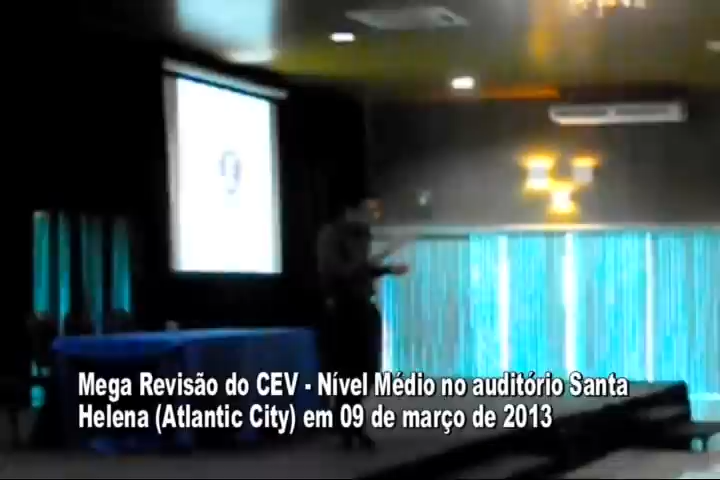 Mega Revisão do CEV - Nível Médio no auditório Santa
Helena (Atlantic City) em 09 de março de 2013